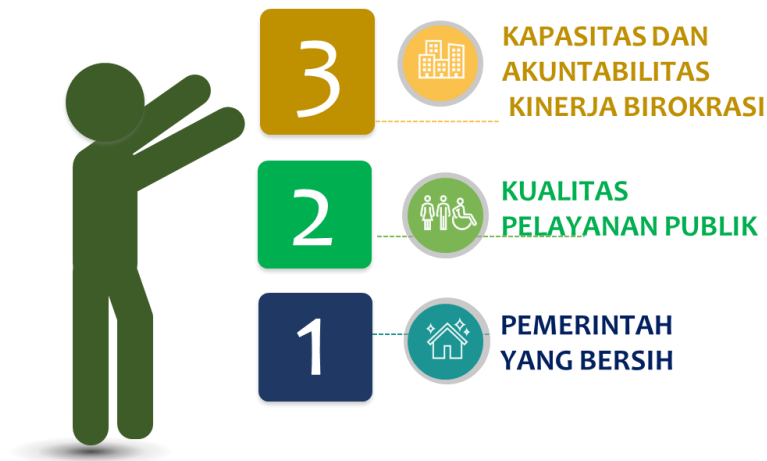 3
KAPASITAS DAN
AKUNTABILITAS
KINERJA BIROKRASI
2
KUALITAS
PELAYANAN PUBLIK
1
PEMERINTAH
YANG BERSIH